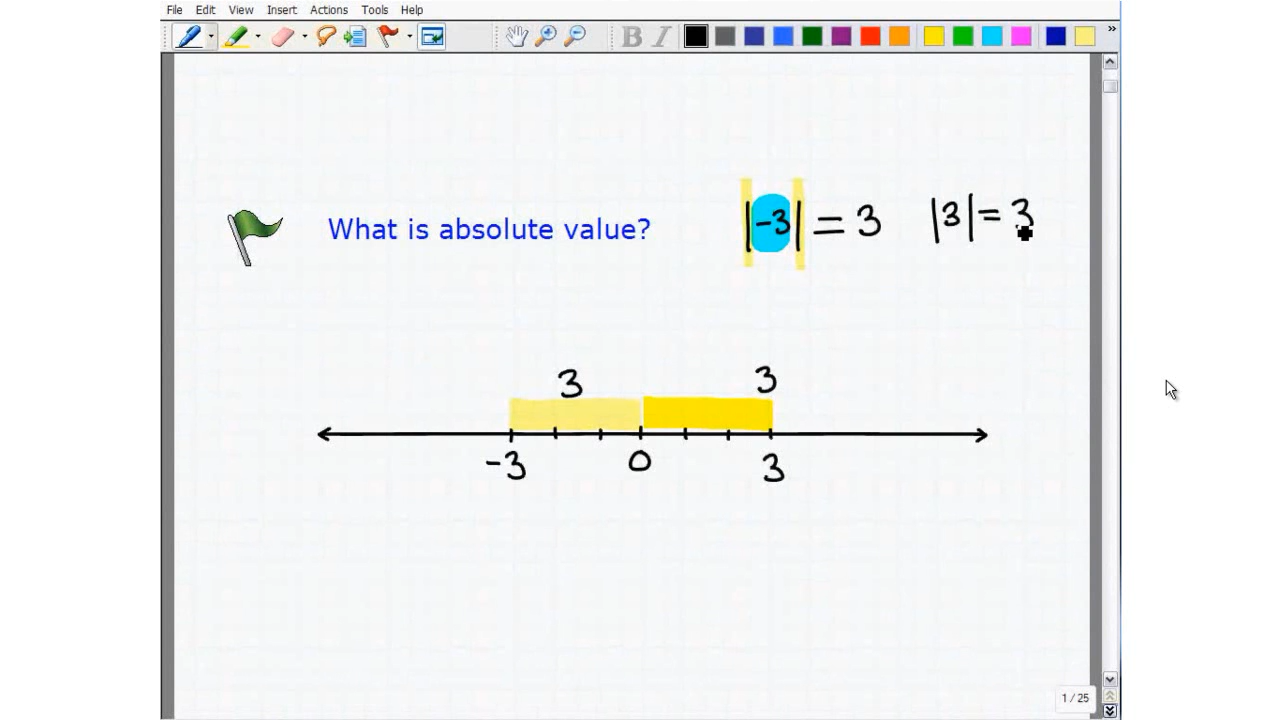 File Edit View Insert Actions Tools Help
B I »
What is absolute value? |-3| = 3 |3| = 3
3 3
-3 0 3
1 / 25